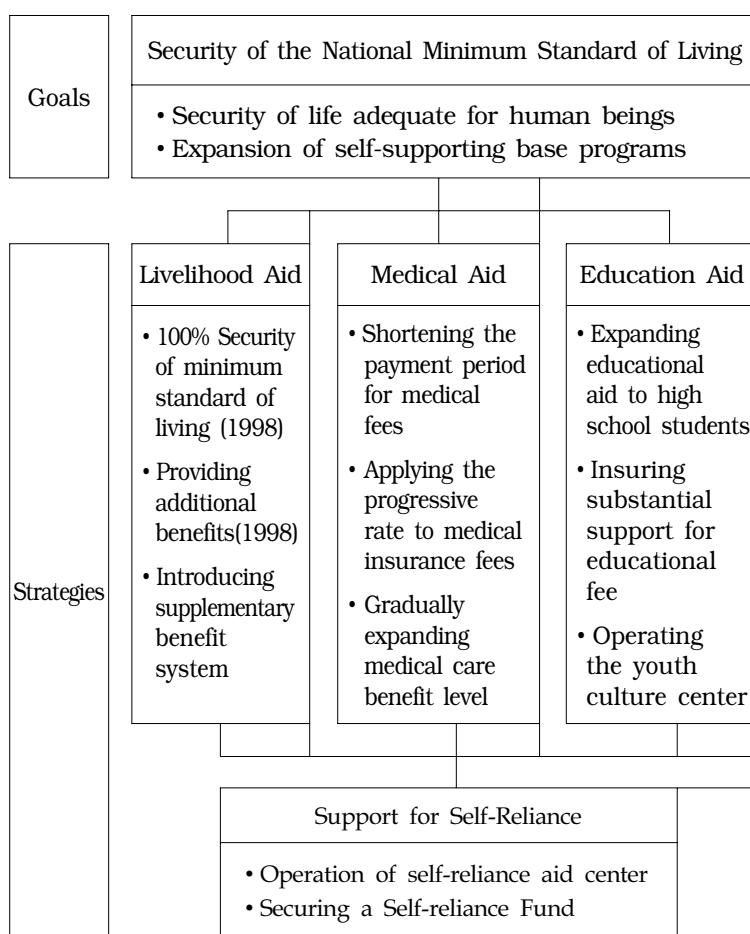 Goals
Security of the National Minimum Standard of Living
• Security of life adequate for human beings
• Expansion of self-supporting base programs
Strategies
Livelihood Aid
• 100% Security
of minimum
standard of
living (1998)
• Providing
additional
benefits(1998)
• Introducing
supplementary
benefit
system
Medical Aid
• Shortening the
payment period
for medical
fees
• Applying the
progressive
rate to medical
insurance fees
• Gradually
expanding
medical care
benefit level
Education Aid
• Expanding
educational
aid to high
school students
• Insuring
substantial
support for
educational
fee
• Operating
the youth
culture center
Support for Self-Reliance
• Operation of self-reliance aid center
• Securing a Self-reliance Fund